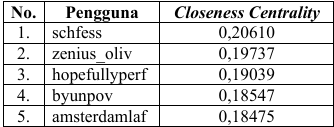 No. Pengguna Closeness Centrality
1. schfess 0,20610
2. zenius_oliv 0,19737
3. hopefullyperf 0,19039
4. byunpov 0,18547
5. amsterdamlaf 0,18475